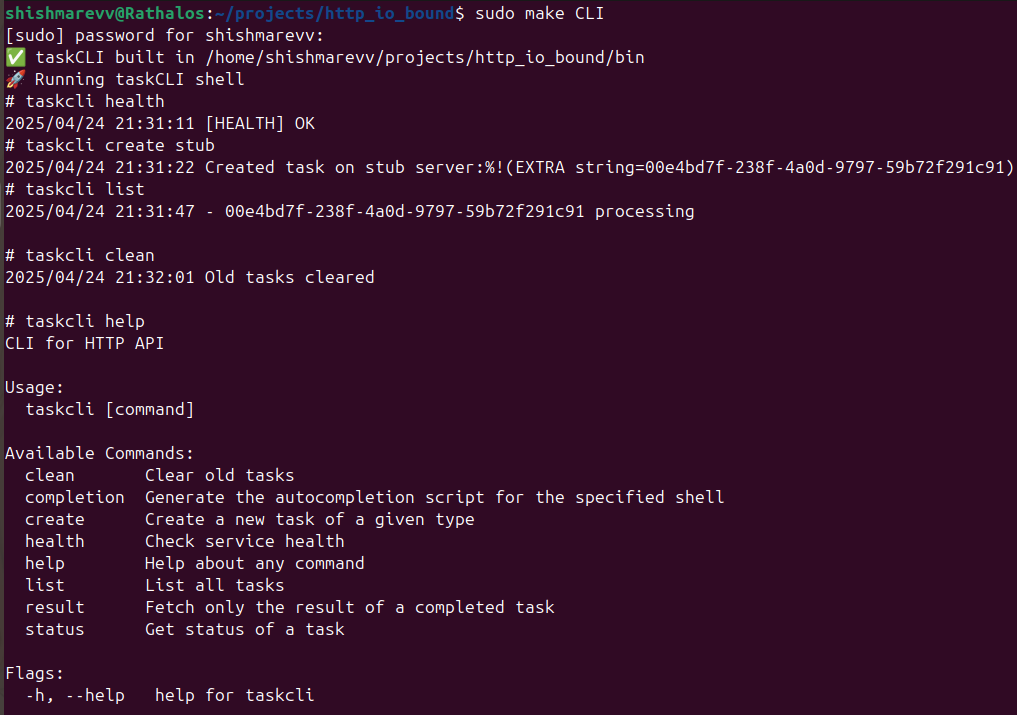 shishmarevv@Rathalos:~/projects/http_io_bound$ sudo make CLI
[sudo] password for shishmarevv:
✅ taskCLI built in /home/shishmarevv/projects/http_io_bound/bin
🚀 Running taskCLI shell
# taskcli health
2025/04/24 21:31:11 [HEALTH] OK
# taskcli create stub
2025/04/24 21:31:22 Created task on stub server:%!(EXTRA string=00e4bd7f-238f-4a0d-9797-59b72f291c91)
# taskcli list
2025/04/24 21:31:47 - 00e4bd7f-238f-4a0d-9797-59b72f291c91 processing

# taskcli clean
2025/04/24 21:32:01 Old tasks cleared

# taskcli help
CLI for HTTP API

Usage:
  taskcli [command]

Available Commands:
  clean       Clear old tasks
  completion  Generate the autocompletion script for the specified shell
  create      Create a new task of a given type
  health      Check service health
  help        Help about any command
  list        List all tasks
  result      Fetch only the result of a completed task
  status      Get status of a task

Flags:
  -h, --help   help for taskcli